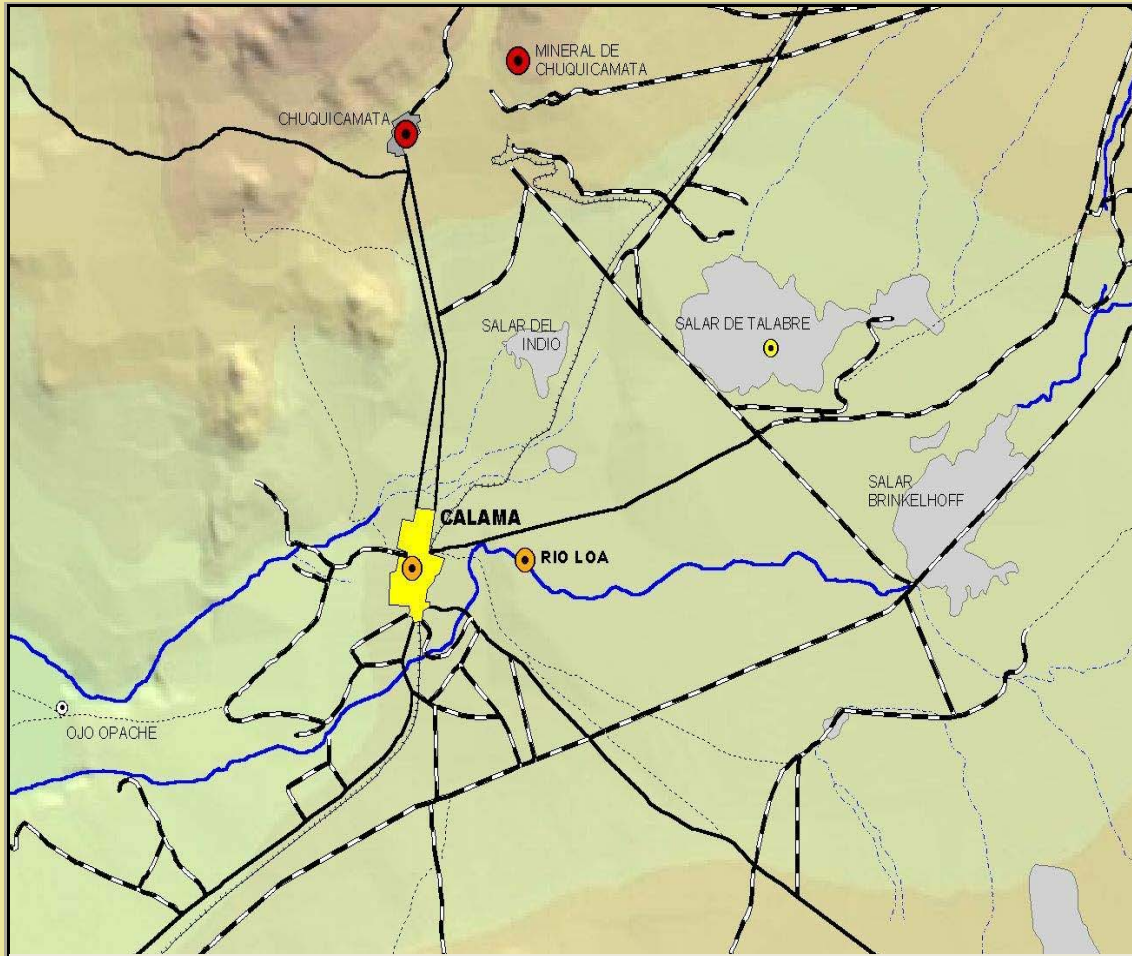 MINERAL DE
CHUQUICAMATA
CHUQUICAMATA
SALAR DEL
INDIO
SALAR DE TALABRE
SALAR
BRINKELHOFF
CALAMA
RIO LOA
OJO OPACHE